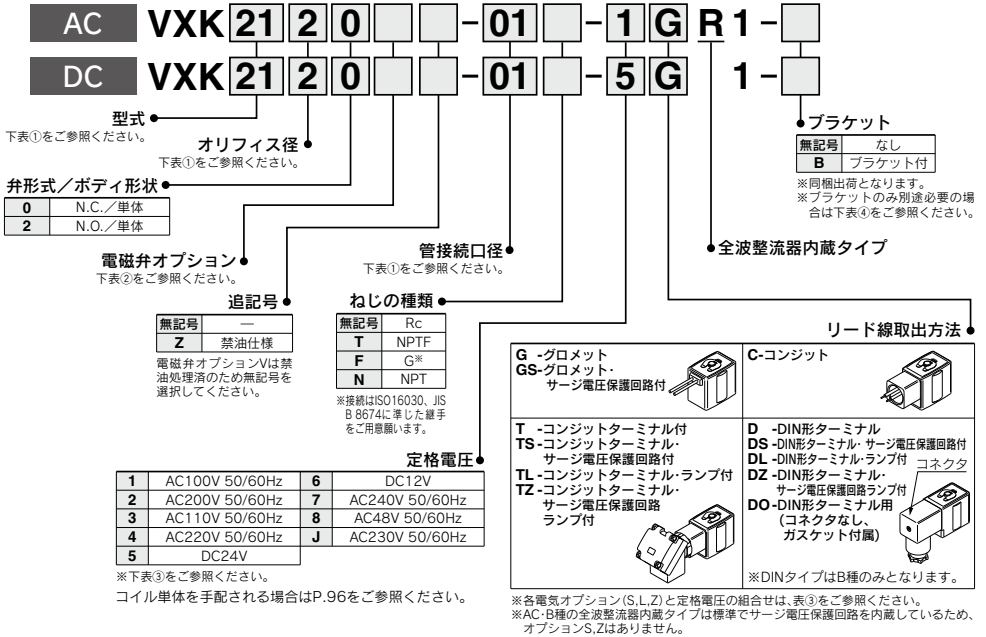 AC VXK 21 2 0 - 01 - 1 G R 1 -
DC VXK 21 2 0 - 01 - 5 G 1 -
型式
下表①をご参照ください。
オリフィス径
下表①をご参照ください。
弁形式／ボディ形状
0 N.C.／単体
2 N.O.／単体
電磁弁オプション
下表②をご参照ください。
追記号
無記号 —
Z 禁油仕様
電磁弁オプションVは禁
油処理済のため無記号を
選択してください。
管接続口径
下表①をご参照ください。
ねじの種類
無記号 Rc
T NPTF
F G※
N NPT
※接続はISO16030、JIS
B 8674に準じた継手
をご用意願います。
定格電圧
1 AC100V 50/60Hz 6 DC12V
2 AC200V 50/60Hz 7 AC240V 50/60Hz
3 AC110V 50/60Hz 8 AC48V 50/60Hz
4 AC220V 50/60Hz J AC230V 50/60Hz
5 DC24V
※下表③をご参照ください。
コイル単体を手配される場合はP.96をご参照ください。
ブラケット
無記号 なし
B ブラケット付
※同梱出荷となります。
※ブラケットのみ別途必要の場
合は下表④をご参照ください。
全波整流器内蔵タイプ
リード線取出方法
G -グロメット
GS-グロメット・
サージ電圧保護回路付
C-コンジット
T -コンジットターミナル付
TS-コンジットターミナル・
サージ電圧保護回路付
TL-コンジットターミナル・ランプ付
TZ-コンジットターミナル・
サージ電圧保護回路
ランプ付
D -DIN形ターミナル
DS-DIN形ターミナル・サージ電圧保護回路付
DL-DIN形ターミナル・ランプ付
DZ-DIN形ターミナル・
サージ電圧保護回路ランプ付
DO-DIN形ターミナル用
(コネクタなし、
ガスケット付属)
コネクタ
※DINタイプはB種のみとなります。
※各電気オプション(S,L,Z)と定格電圧の組合せは、表③をご参照ください。
※AC・B種の全波整流器内蔵タイプは標準でサージ電圧保護回路を内蔵しているため、
オプションS,Zはありません。